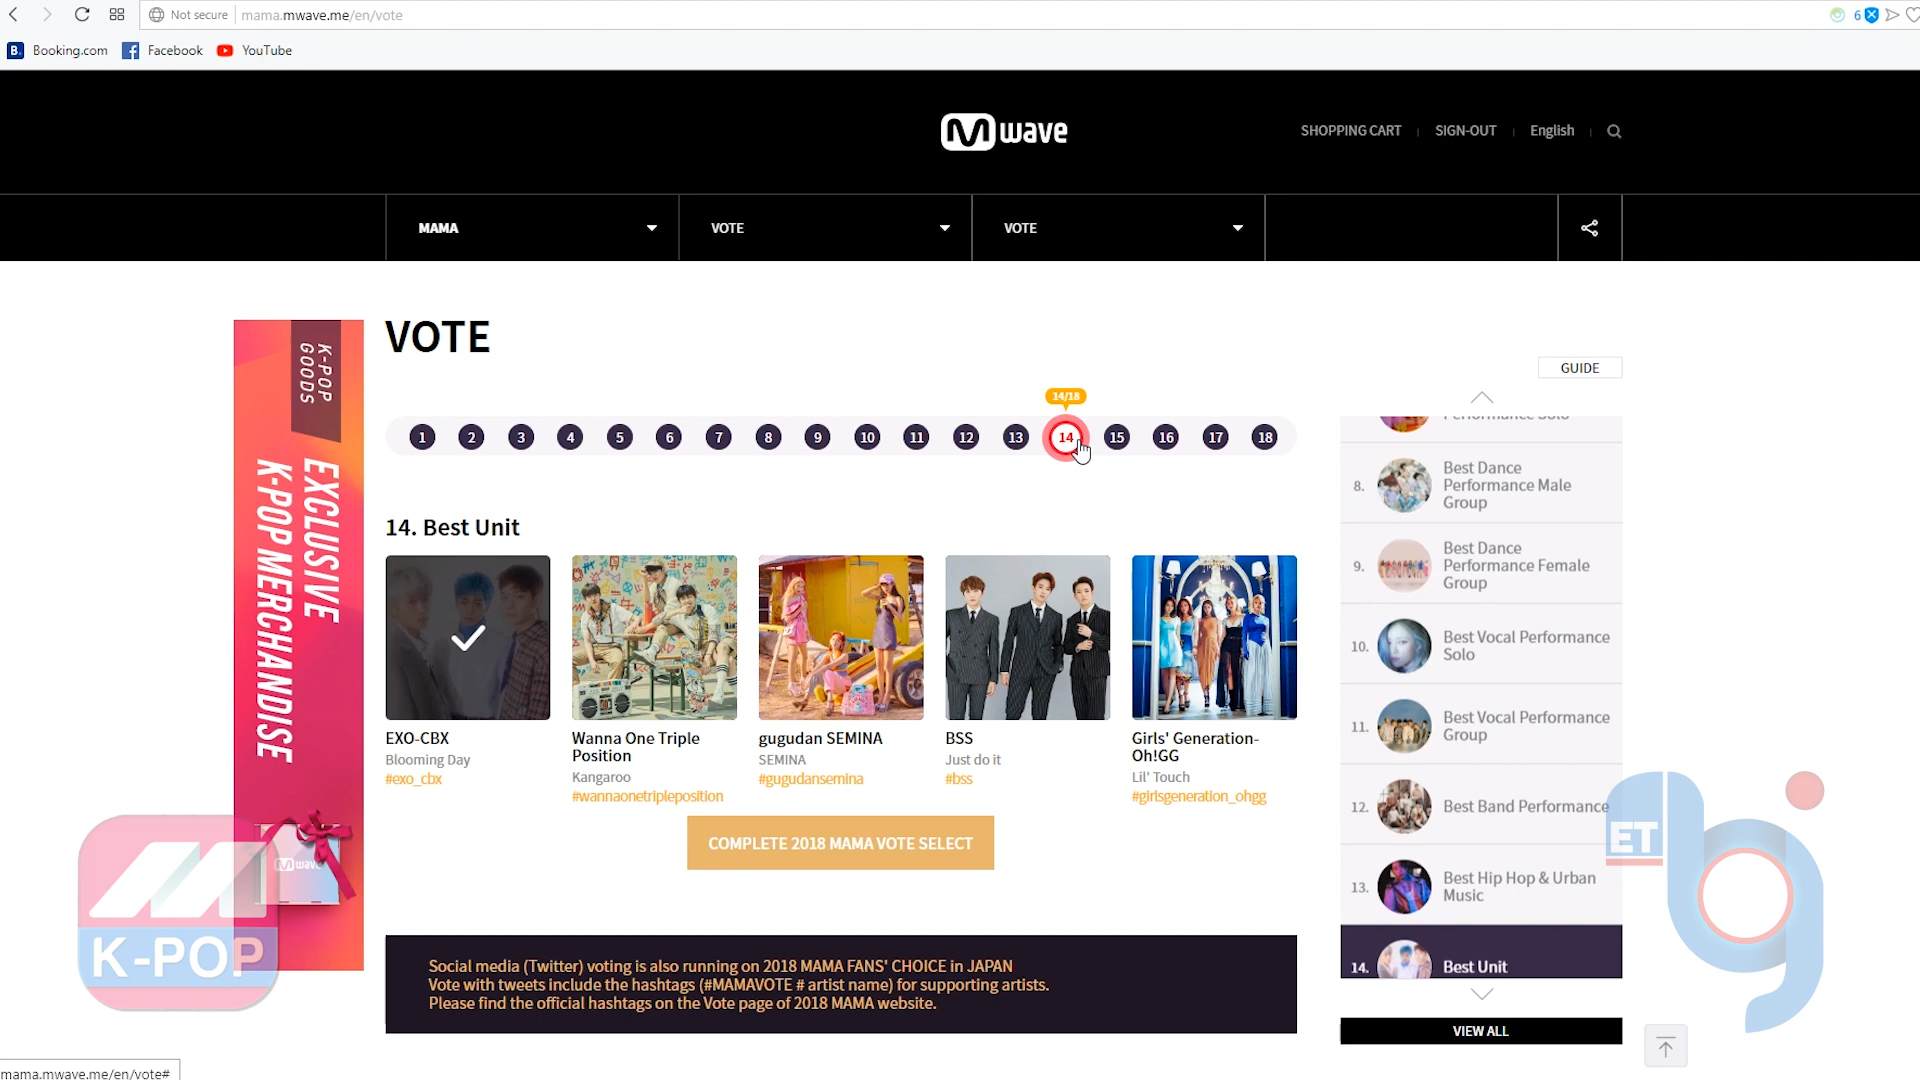 Not secure
mama.mwave.me/en/vote
6
B. Booking.com
Facebook
YouTube
M wave
SHOPPING CART
SIGN-OUT
English
MAMA
VOTE
VOTE
K-POP
GOODS
EXCLUSIVE
K-POP MERCHANDISE
VOTE
GUIDE
14/18
1 2 3 4 5 6 7 8 9 10 11 12 13 14 15 16 17 18
14. Best Unit
EXO-CBX
Blooming Day
#exo_cbx
Wanna One Triple
Position
Kangaroo
#wannaonetripleposition
gugudan SEMINA
SEMINA
#gugudansemina
BSS
Just do it
#bss
Girls' Generation-
Oh!GG
Lil' Touch
#girlsgeneration_ohgg
COMPLETE 2018 MAMA VOTE SELECT
Social media (Twitter) voting is also running on 2018 MAMA FANS' CHOICE in JAPAN
Vote with tweets include the hashtags (#MAMAVOTE # artist name) for supporting artists.
Please find the official hashtags on the Vote page of 2018 MAMA website.
Performance Solo
8. Best Dance
Performance Male
Group
9. Best Dance
Performance Female
Group
10. Best Vocal Performance
Solo
11. Best Vocal Performance
Group
12. Best Band Performance
13. Best Hip Hop & Urban
Music
14. Best Unit
VIEW ALL
M wave
K-POP
ET
bj
mama.mwave.me/en/vote#